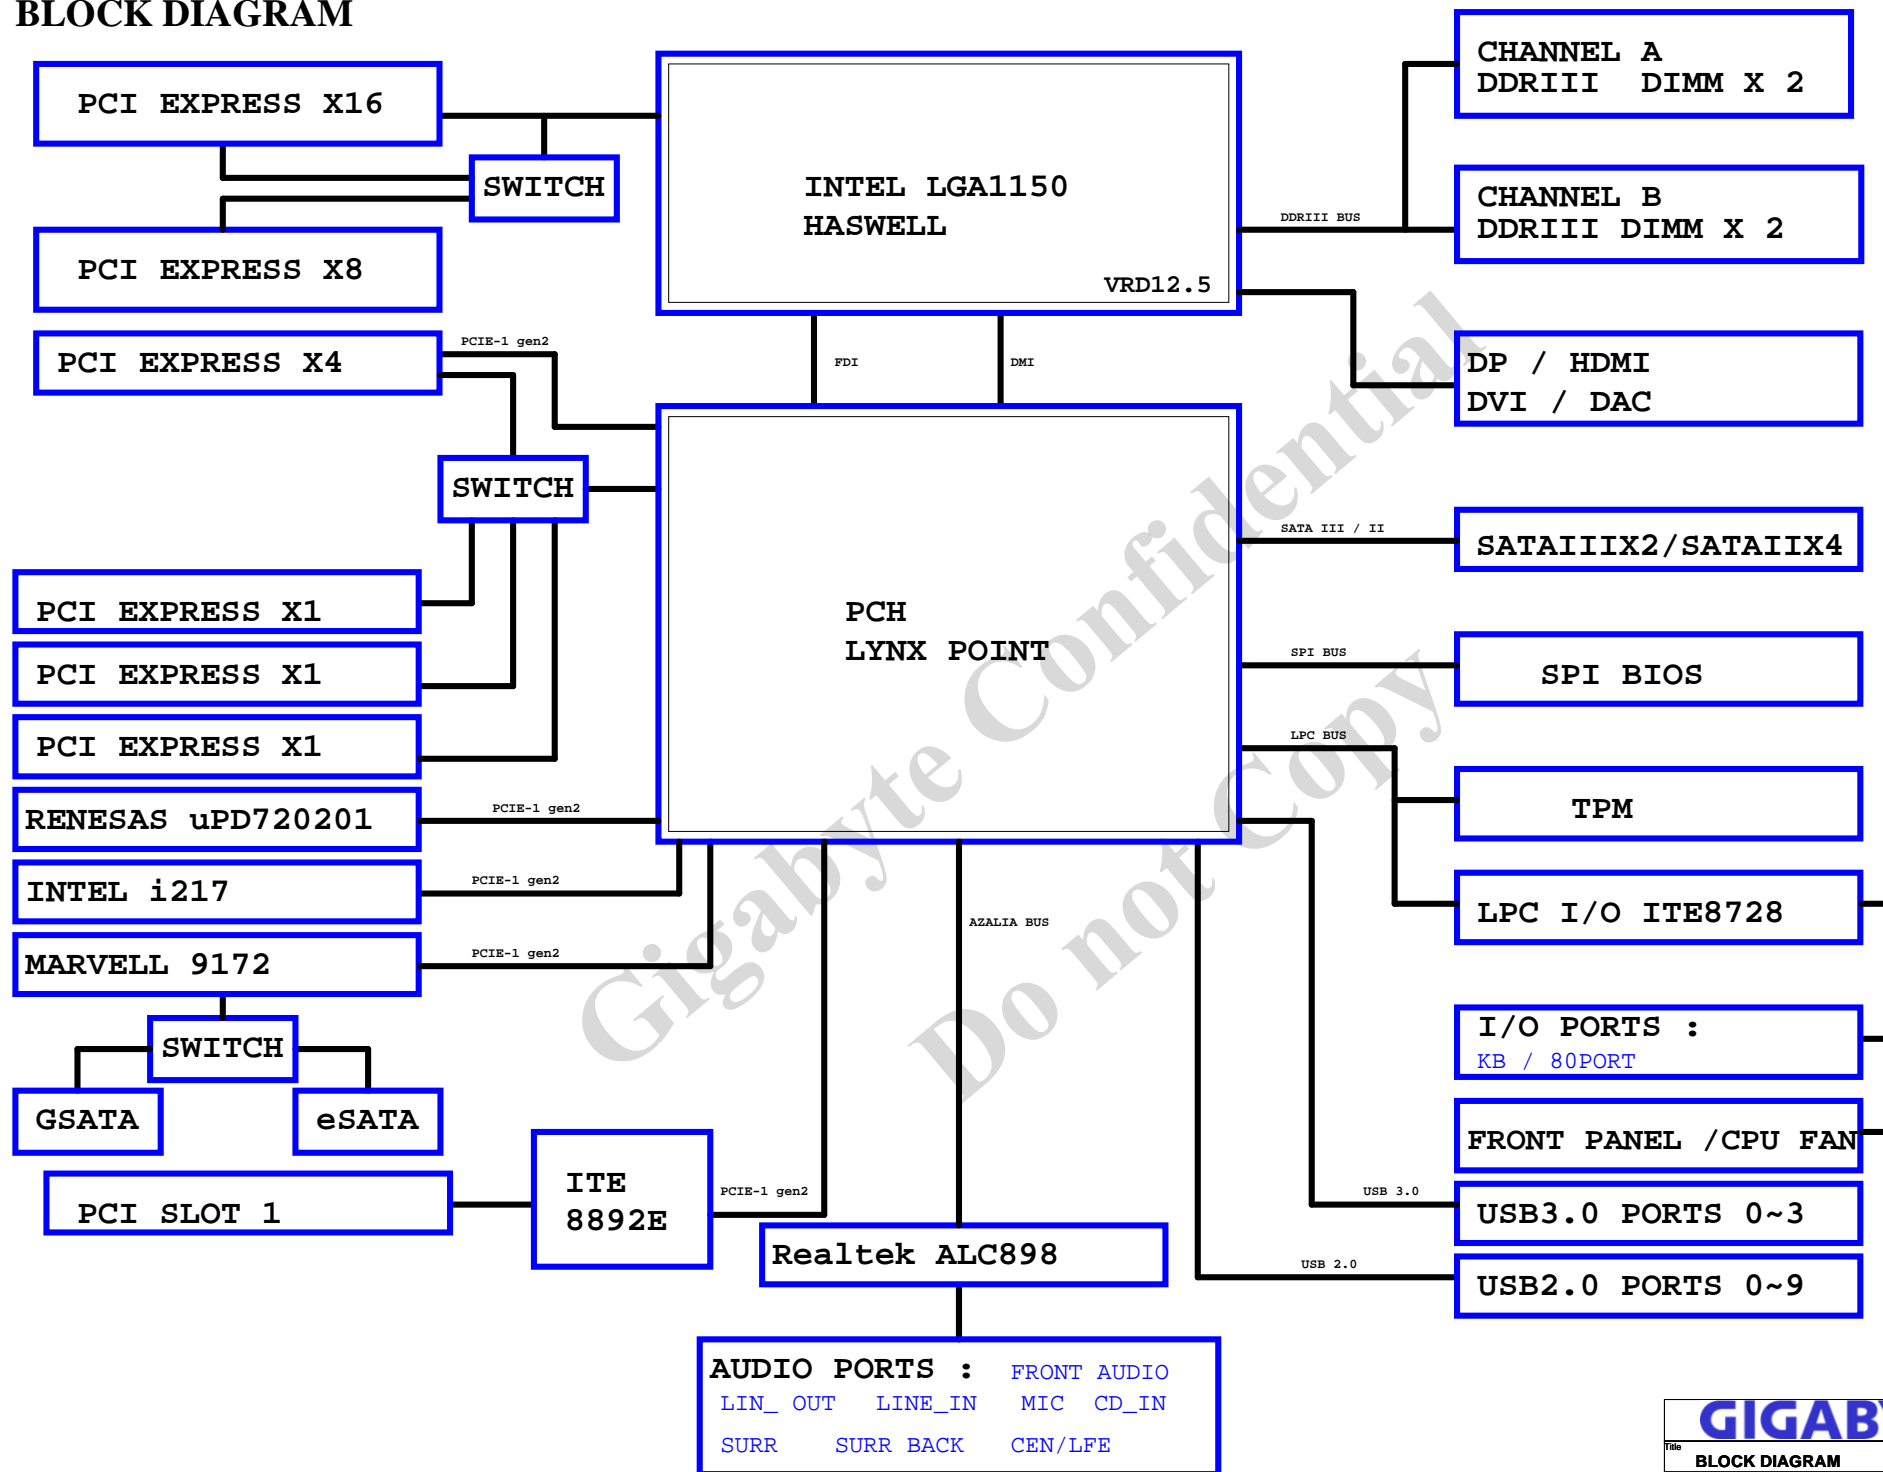 BLOCK DIAGRAM
PCI EXPRESS X16
SWITCH
PCI EXPRESS X8
PCI EXPRESS X4
PCIE-1 gen2
SWITCH
PCI EXPRESS X1
PCI EXPRESS X1
PCI EXPRESS X1
RENESAS uPD720201
PCIE-1 gen2
INTEL i217
PCIE-1 gen2
MARVELL 9172
PCIE-1 gen2
SWITCH
GSATA
eSATA
PCI SLOT 1
ITE
8892E
PCIE-1 gen2
INTEL LGA1150
HASWELL
VRD12.5
FDI
DMI
PCH
LYNX POINT
AZALIA BUS
Realtek ALC898
AUDIO PORTS :
FRONT AUDIO
LIN_ OUT
LINE_IN
MIC
CD_IN
SURR
SURR BACK
CEN/LFE
CHANNEL A
DDRIII DIMM X 2
DDRIII BUS
CHANNEL B
DDRIII DIMM X 2
DP / HDMI
DVI / DAC
SATA III / II
SATAIIIX2/SATAIIX4
SPI BUS
SPI BIOS
LPC BUS
TPM
LPC I/O ITE8728
I/O PORTS :
KB / 80PORT
FRONT PANEL /CPU FAN
USB 3.0
USB3.0 PORTS 0~3
USB 2.0
USB2.0 PORTS 0~9
Gigabyte Confidential
Do not Copy
GIGAB
Title
BLOCK DIAGRAM